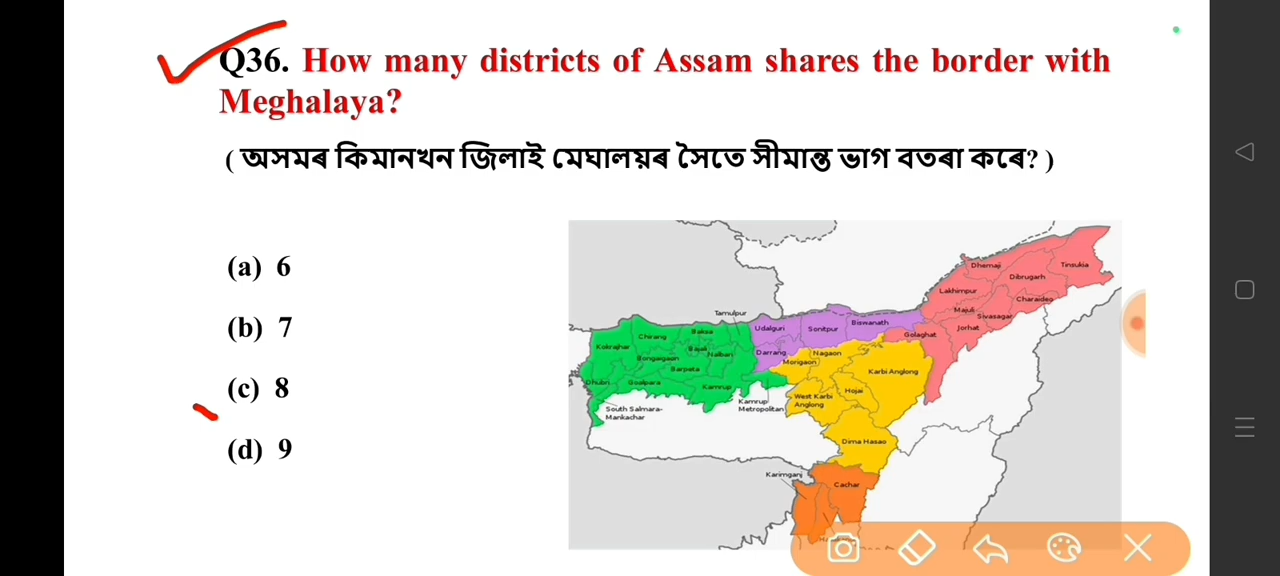 Q36. How many districts of Assam shares the border with
Meghalaya?
( অসমৰ কিমানখন জিলাই মেঘালয়ৰ সৈতে সীমান্ত ভাগ বতৰা কৰে? )
(a) 6
(b) 7
(c) 8
(d) 9
Dhemaji
Tinsukia
Dibrugarh
Lakhimpur
Charaideo
Majuli
Sivasagar
Jorhat
Golaghat
Tamulpur
Udalguri
Sonitpur
Biswanath
Kokrajhar
Chirang
Baksa
Bongaigaon
Bajali
Nalbari
Barpeta
Darrang
Morigaon
Nagaon
Karbi Anglong
Dhubri
Goalpara
Kamrup
Kamrup
Metropolitan
West Karbi
Anglong
Hojai
South Salmara-
Mankachar
Dima Hasao
Karimganj
Cachar